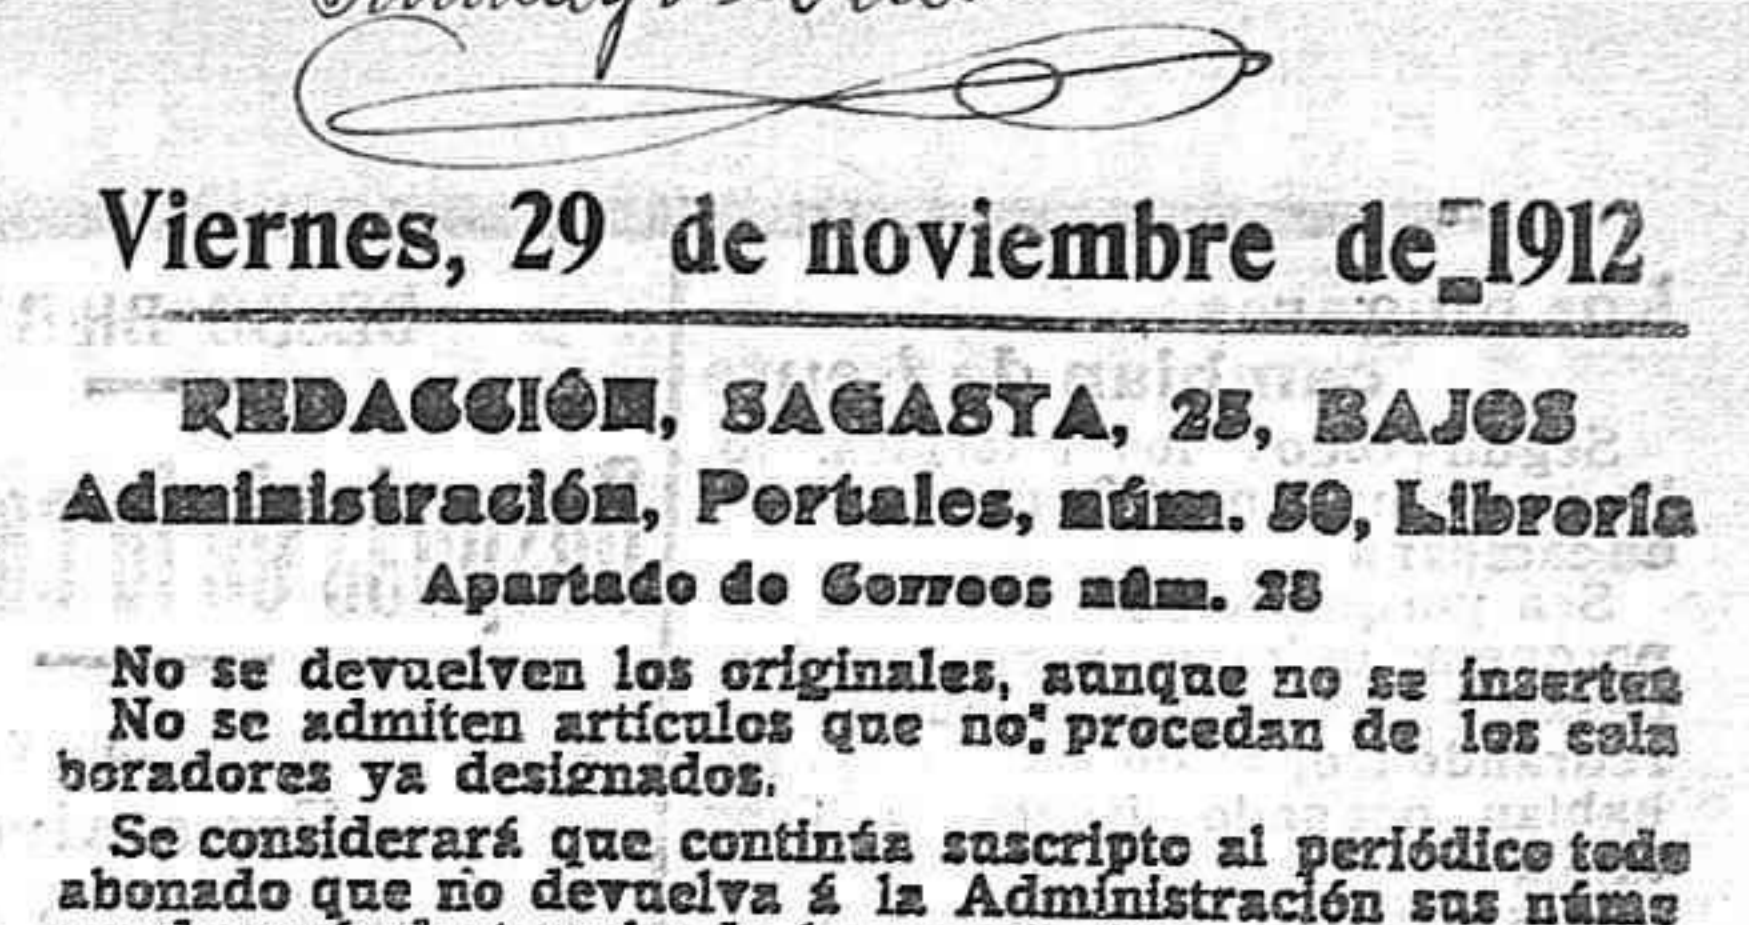 Viernes, 29 de noviembre de 1912
REDACCIÓN, SAGASTA, 25, BAJOS
Administración, Portales, núm. 50, Librería
Apartado de Correos núm. 23
No se devuelven los originales, aunque no se inserten
No se admiten artículos que no procedan de los cola
boradores ya designados.
Se considerará que continúa suscripto al periódico todo
abonado que no devuelva á la Administración sus núme